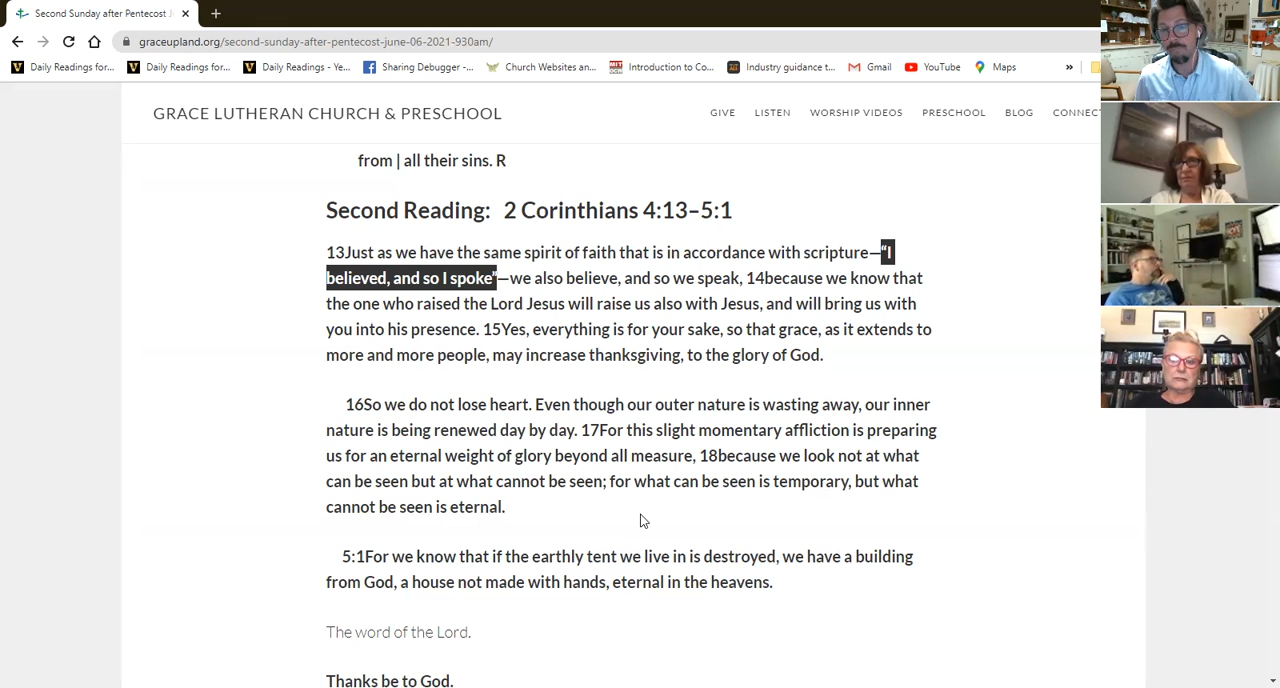 Second Sunday after Pentecost J
graceupland.org/second-sunday-after-pentecost-june-06-2021-930am/
Daily Readings for... Daily Readings for... Daily Readings - Ye... Sharing Debugger -... Church Websites an... Introduction to Co... Industry guidance t... Gmail YouTube Maps »
GRACE LUTHERAN CHURCH & PRESCHOOL GIVE LISTEN WORSHIP VIDEOS PRESCHOOL BLOG CONNECT
from | all their sins. R
Second Reading: 2 Corinthians 4:13–5:1
13Just as we have the same spirit of faith that is in accordance with scripture—“I
believed, and so I spoke”—we also believe, and so we speak, 14because we know that
the one who raised the Lord Jesus will raise us also with Jesus, and will bring us with
you into his presence. 15Yes, everything is for your sake, so that grace, as it extends to
more and more people, may increase thanksgiving, to the glory of God.
16So we do not lose heart. Even though our outer nature is wasting away, our inner
nature is being renewed day by day. 17For this slight momentary affliction is preparing
us for an eternal weight of glory beyond all measure, 18because we look not at what
can be seen but at what cannot be seen; for what can be seen is temporary, but what
cannot be seen is eternal.
5:1For we know that if the earthly tent we live in is destroyed, we have a building
from God, a house not made with hands, eternal in the heavens.
The word of the Lord.
Thanks be to God.